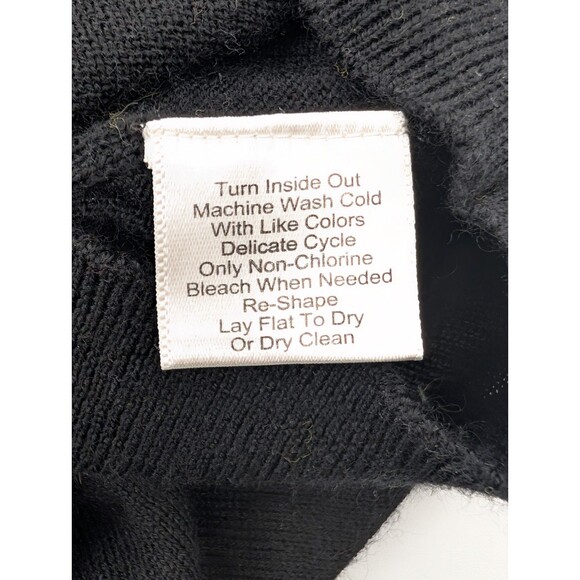 Turn Inside Out
Machine Wash Cold
With Like Colors
Delicate Cycle
Only Non-Chlorine
Bleach When Needed
Re-Shape
Lay Flat To Dry
Or Dry Clean